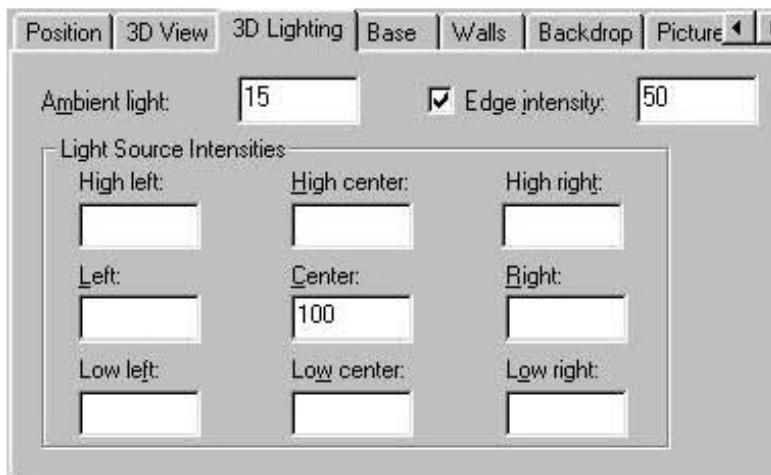 Position 3D View 3D Lighting Base Walls Backdrop Picture
Ambient light: 15 Edge intensity: 50
Light Source Intensities
High left: High center: High right:
Left: Center: Right:
100
Low left: Low center: Low right: